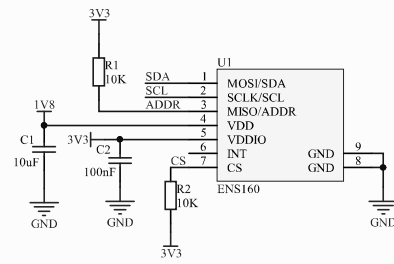 3V3
U1
R1
10K
SDA 1 MOSI/SDA
SCL 2 SCLK/SCL
ADDR 3 MISO/ADDR
1V8 4 VDD
C1 3V3 5 VDDIO
10uF C2 6 INT GND 9
100nF CS 7 CS GND 8
R2 ENS160
10K
GND GND GND
3V3